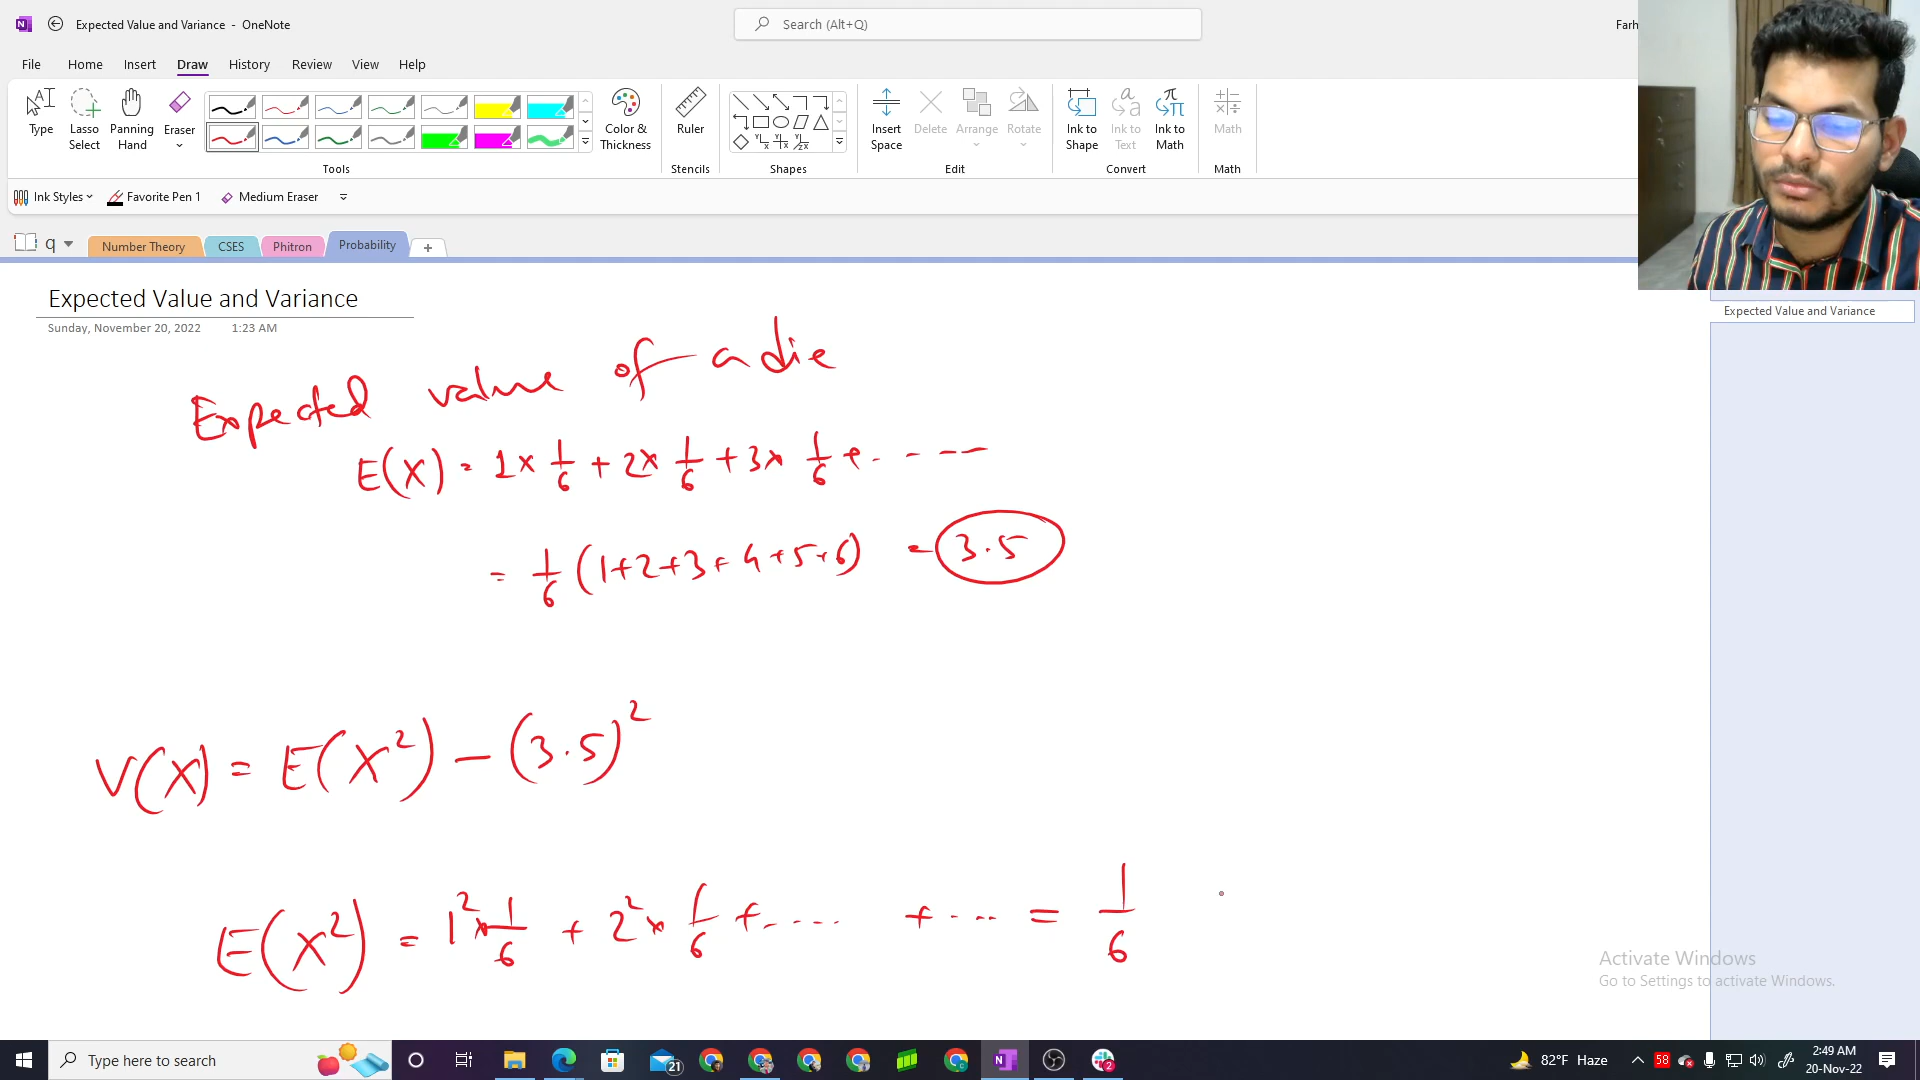 Expected Value and Variance - OneNote
Search (Alt+Q)
Farh
File Home Insert Draw History Review View Help
Type
Lasso Select
Panning Hand
Eraser
Color & Thickness
Ruler
Insert Space
Delete
Arrange
Rotate
Ink to Shape
Ink to Text
Ink to Math
Math
Tools Stencils Shapes Edit Convert Math
Ink Styles Favorite Pen 1 Medium Eraser
q Number Theory CSES Phitron Probability +
Expected Value and Variance
Sunday, November 20, 2022 1:23 AM
Expected Value and Variance
Expected value of a die
E(X) = 1 × 1/6 + 2 × 1/6 + 3 × 1/6 + ......
= 1/6 (1+2+3+4+5+6) = 3.5
V(X) = E(X²) - (3.5)²
E(X²) = 1² × 1/6 + 2² × 1/6 + .... + ... = 1/6
Activate Windows
Go to Settings to activate Windows.
Type here to search
21
2
82°F Haze
58
2:49 AM
20-Nov-22